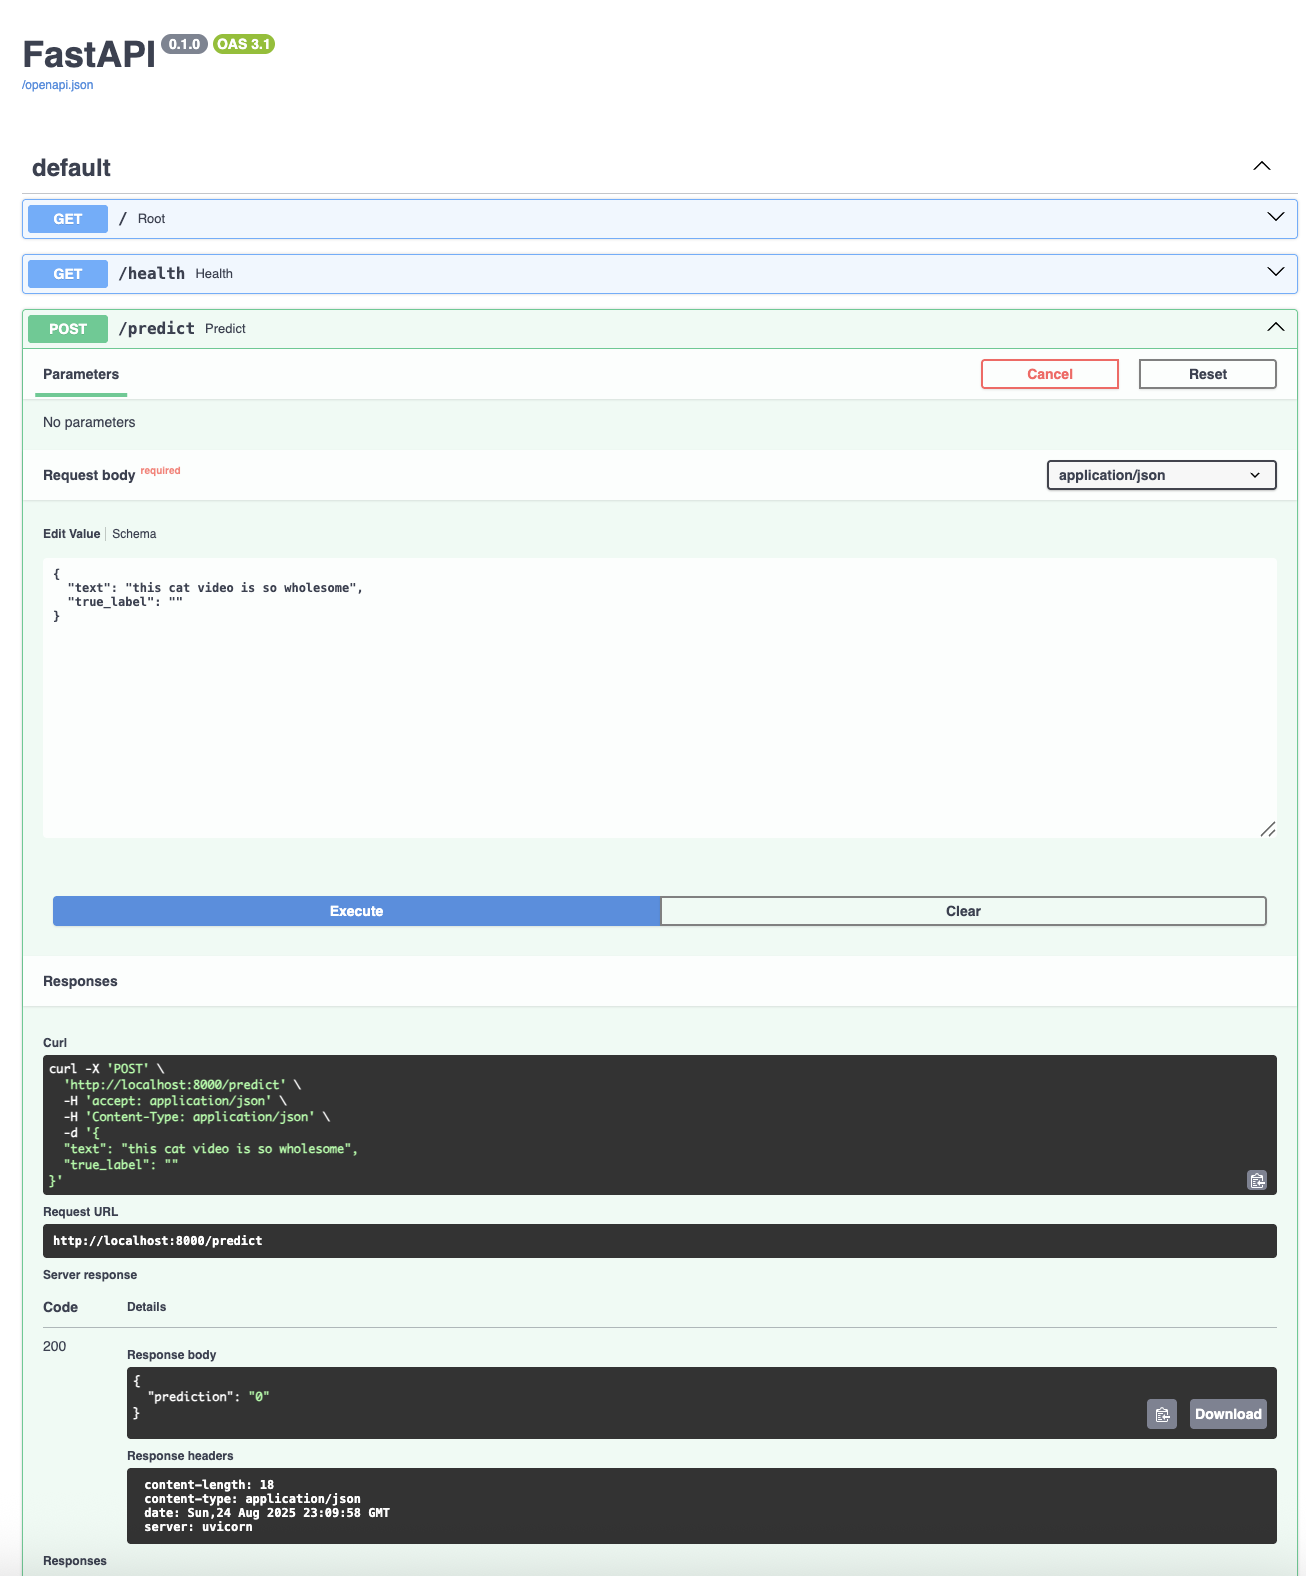 FastAPI 0.1.0 OAS 3.1
/openapi.json
default
GET / Root
GET /health Health
POST /predict Predict
Parameters
Cancel
Reset
No parameters
Request body required
application/json
Edit Value | Schema
{
  "text": "this cat video is so wholesome",
  "true_label": ""
}
Execute
Clear
Responses
Curl
curl -X 'POST' \
  'http://localhost:8000/predict' \
  -H 'accept: application/json' \
  -H 'Content-Type: application/json' \
  -d '{
  "text": "this cat video is so wholesome",
  "true_label": ""
}'
Request URL
http://localhost:8000/predict
Server response
Code Details
200
Response body
{
  "prediction": "0"
}
Download
Response headers
content-length: 18
content-type: application/json
date: Sun,24 Aug 2025 23:09:58 GMT
server: uvicorn
Responses